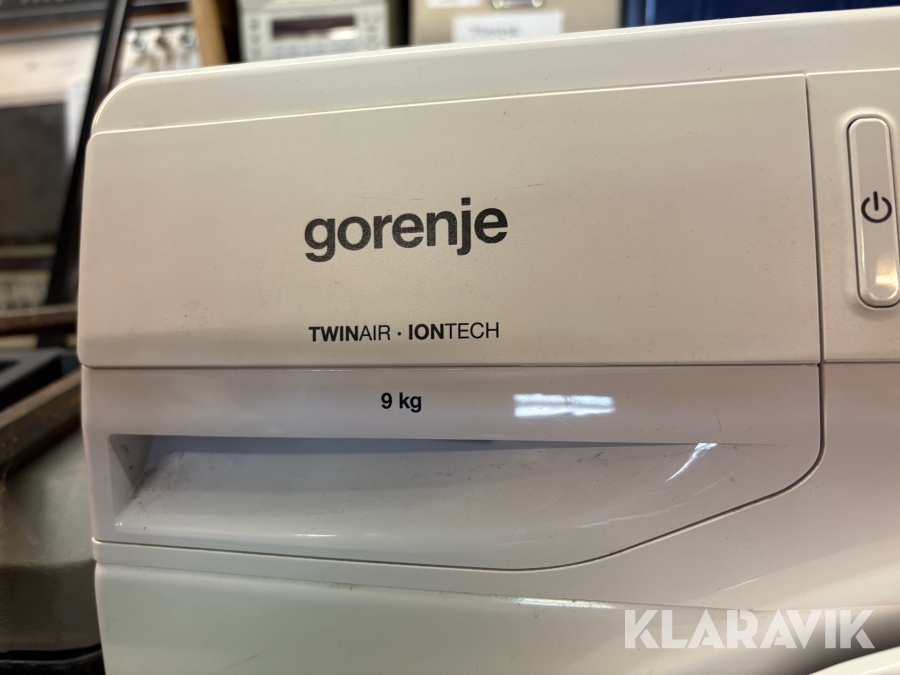 gorenje
TWINAIR · IONTECH
9 kg
KLARAVIK